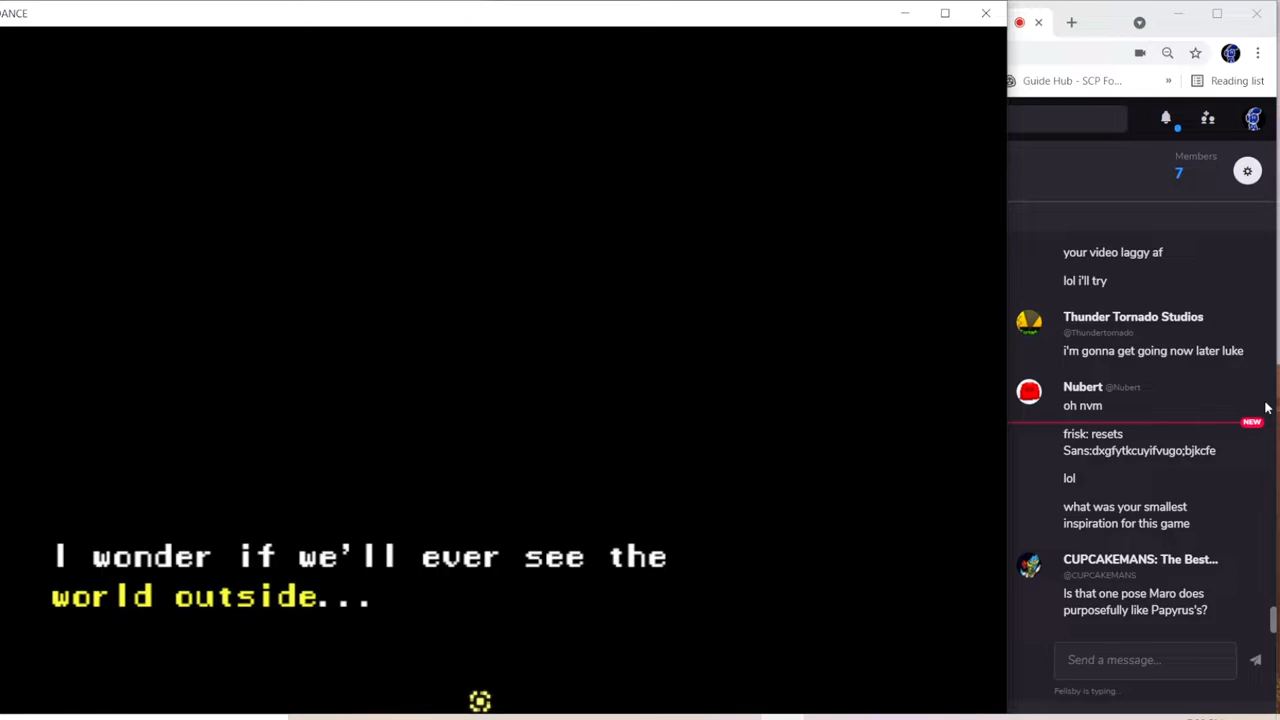 ANCE
Guide Hub - SCP Fo...
»
Reading list
Members
7
your video laggy af
lol i'll try
Thunder Tornado Studios
@Thundertornado
i'm gonna get going now later luke
Nubert @Nubert
oh nvm
NEW
frisk: resets
Sans:dxgfytkcuyifvugo;bjkcfe
lol
what was your smallest
inspiration for this game
CUPCAKEMANS: The Best...
@CUPCAKEMANS
Is that one pose Maro does
purposefully like Papyrus's?
Send a message...
Fellsby is typing...
I wonder if we'll ever see the
world outside...